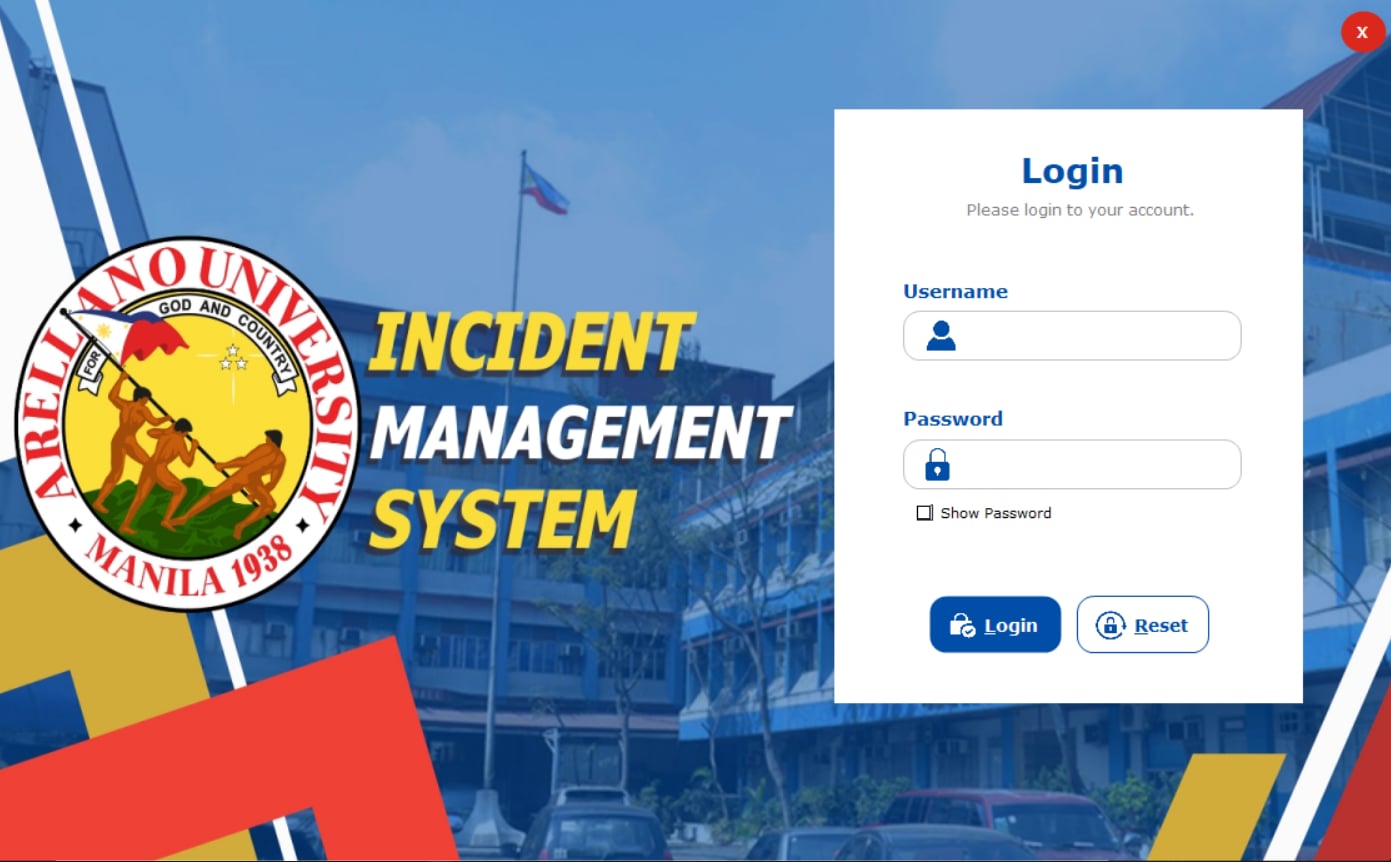 X
ARELLANO UNIVERSITY
FOR GOD AND COUNTRY
MANILA 1938
INCIDENT
MANAGEMENT
SYSTEM
Login
Please login to your account.
Username
Password
Show Password
Login
Reset